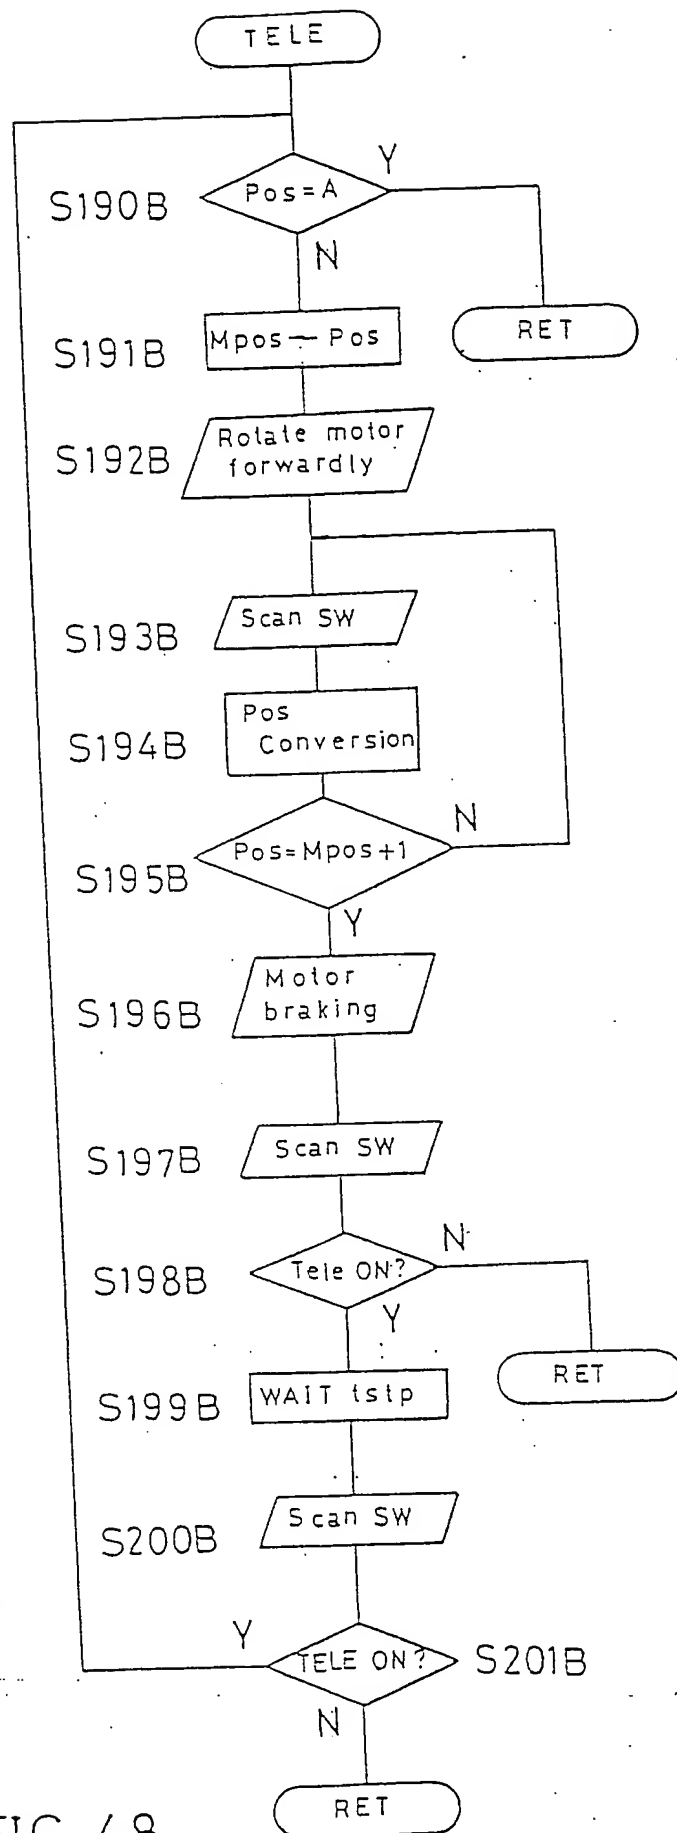 TELE
Y
Pos=A
S190B
N
RET
Mpos — Pos
S191B
Rotate motor
forwardly
S192B
Scan SW
S193B
Pos
Conversion
S194B
N
Pos=Mpos+1
S195B
Y
Motor
braking
S196B
Scan SW
S197B
N
Tele ON?
S198B
Y
RET
WAIT tstp
S199B
Scan SW
S200B
Y
TELE ON?
S201B
N
RET